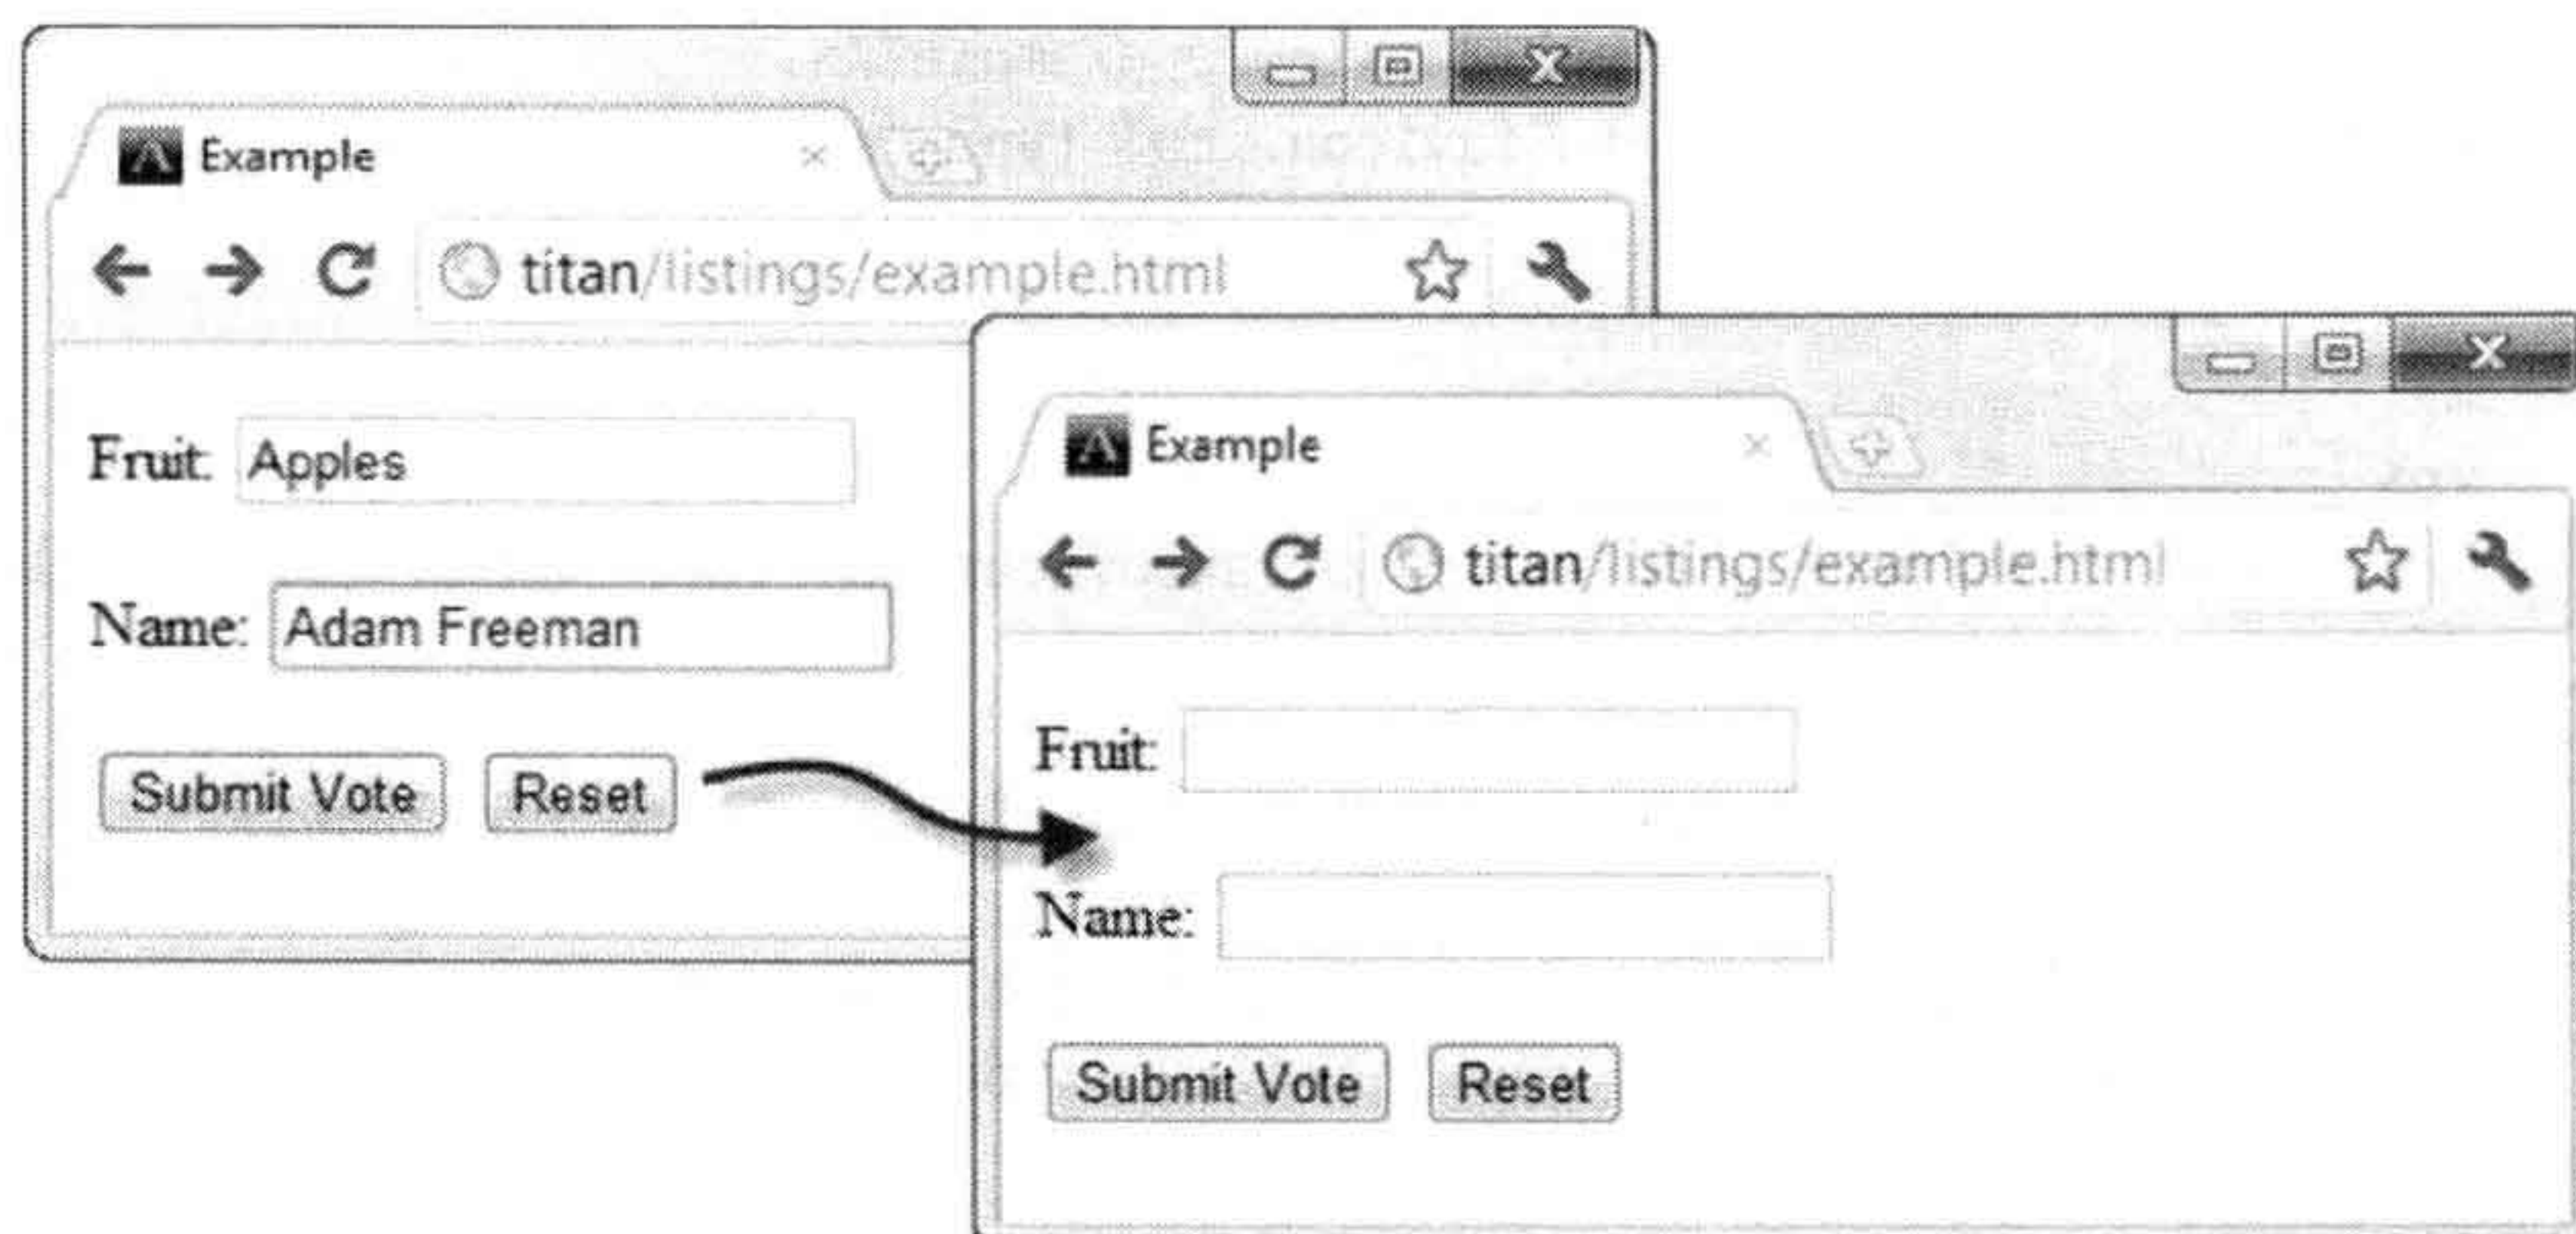 Example
titan/listings/example.html
Fruit: Apples
Name: Adam Freeman
Submit Vote Reset
Example
titan/listings/example.html
Fruit:
Name:
Submit Vote Reset